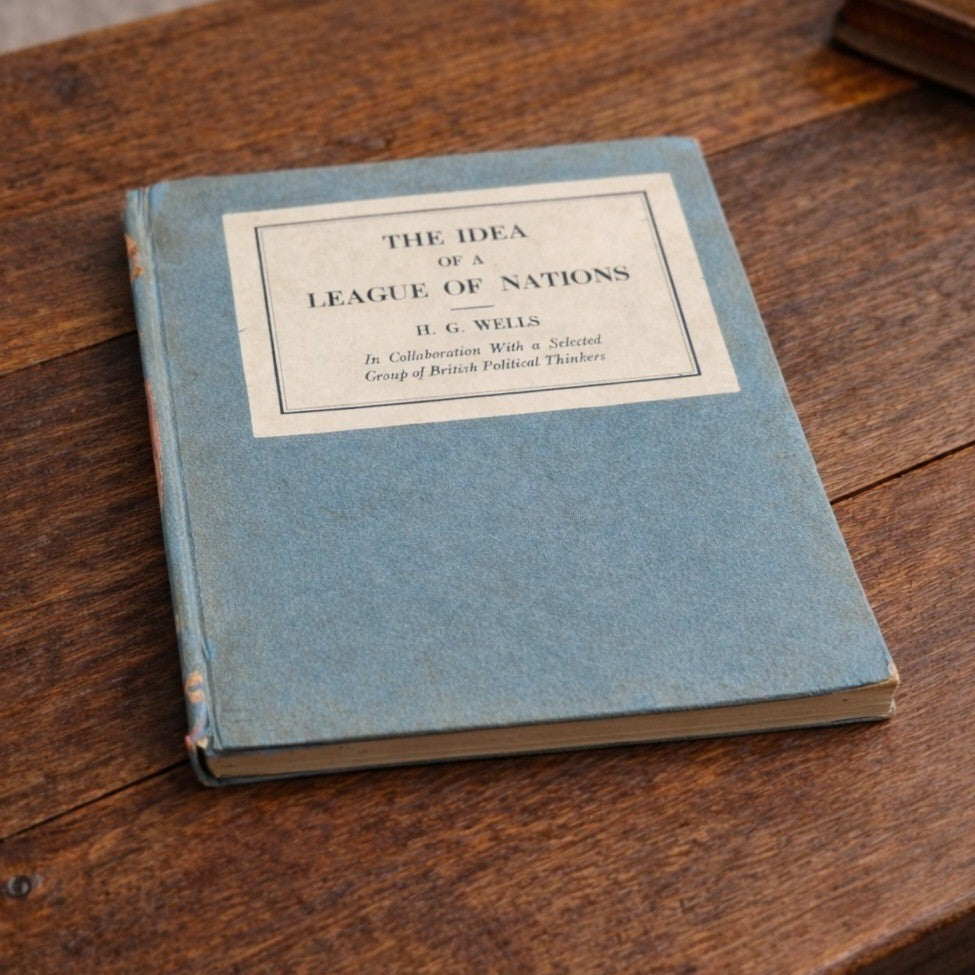 THE IDEA
OF A
LEAGUE OF NATIONS
H. G. WELLS
In Collaboration With a Selected
Group of British Political Thinkers